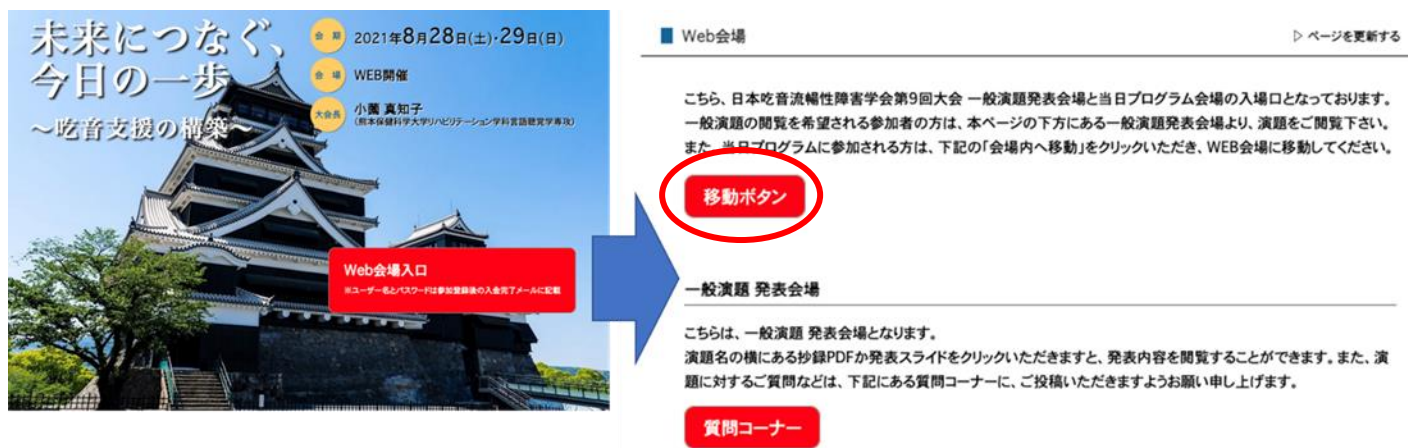 未来につなぐ、
今日の一歩
～吃音支援の構築～
会 期 2021年8月28日(土)・29日(日)
会 場 WEB開催
大会長 小薗 真知子
(熊本保健科学大学リハビリテーション学科言語聴覚学専攻)
Web会場入口
※ユーザー名とパスワードは参加登録後の入金完了メールに記載
Web会場
▷ ページを更新する
こちら、日本吃音流暢性障害学会第9回大会 一般演題発表会場と当日プログラム会場の入場口となっております。
一般演題の閲覧を希望される参加者の方は、本ページの下方にある一般演題発表会場より、演題をご閲覧下さい。
また、当日プログラムに参加される方は、下記の「会場内へ移動」をクリックいただき、WEB会場に移動してください。
移動ボタン
一般演題 発表会場
こちらは、一般演題 発表会場となります。
演題名の横にある抄録PDFか発表スライドをクリックいただきますと、発表内容を閲覧することができます。また、演
題に対するご質問などは、下記にある質問コーナーに、ご投稿いただきますようお願い申し上げます。
質問コーナー